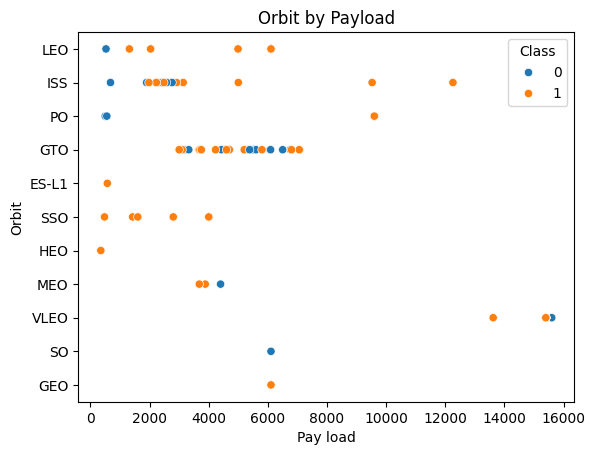 Orbit by Payload
Class
0
1
LEO
ISS
PO
GTO
ES-L1
SSO
HEO
MEO
VLEO
SO
GEO
Orbit
0 2000 4000 6000 8000 10000 12000 14000 16000
Pay load